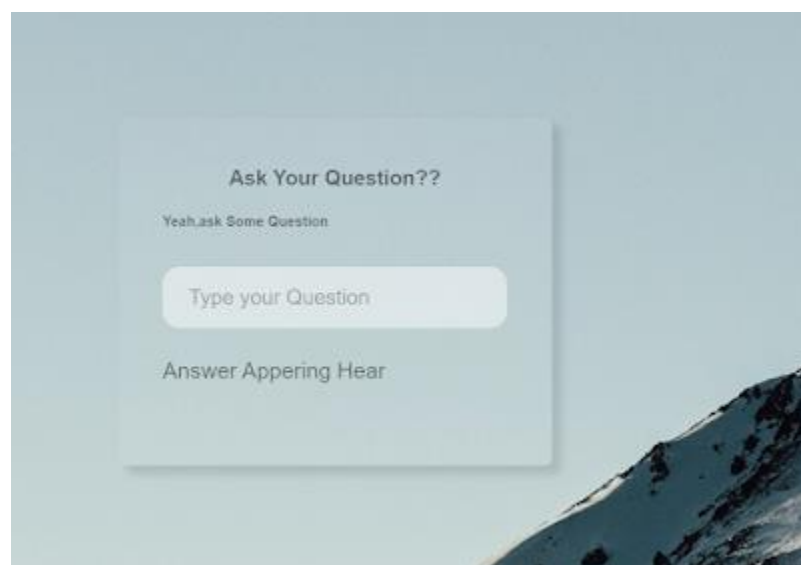 Ask Your Question??
Yeah,ask Some Question
Type your Question
Answer Appering Hear